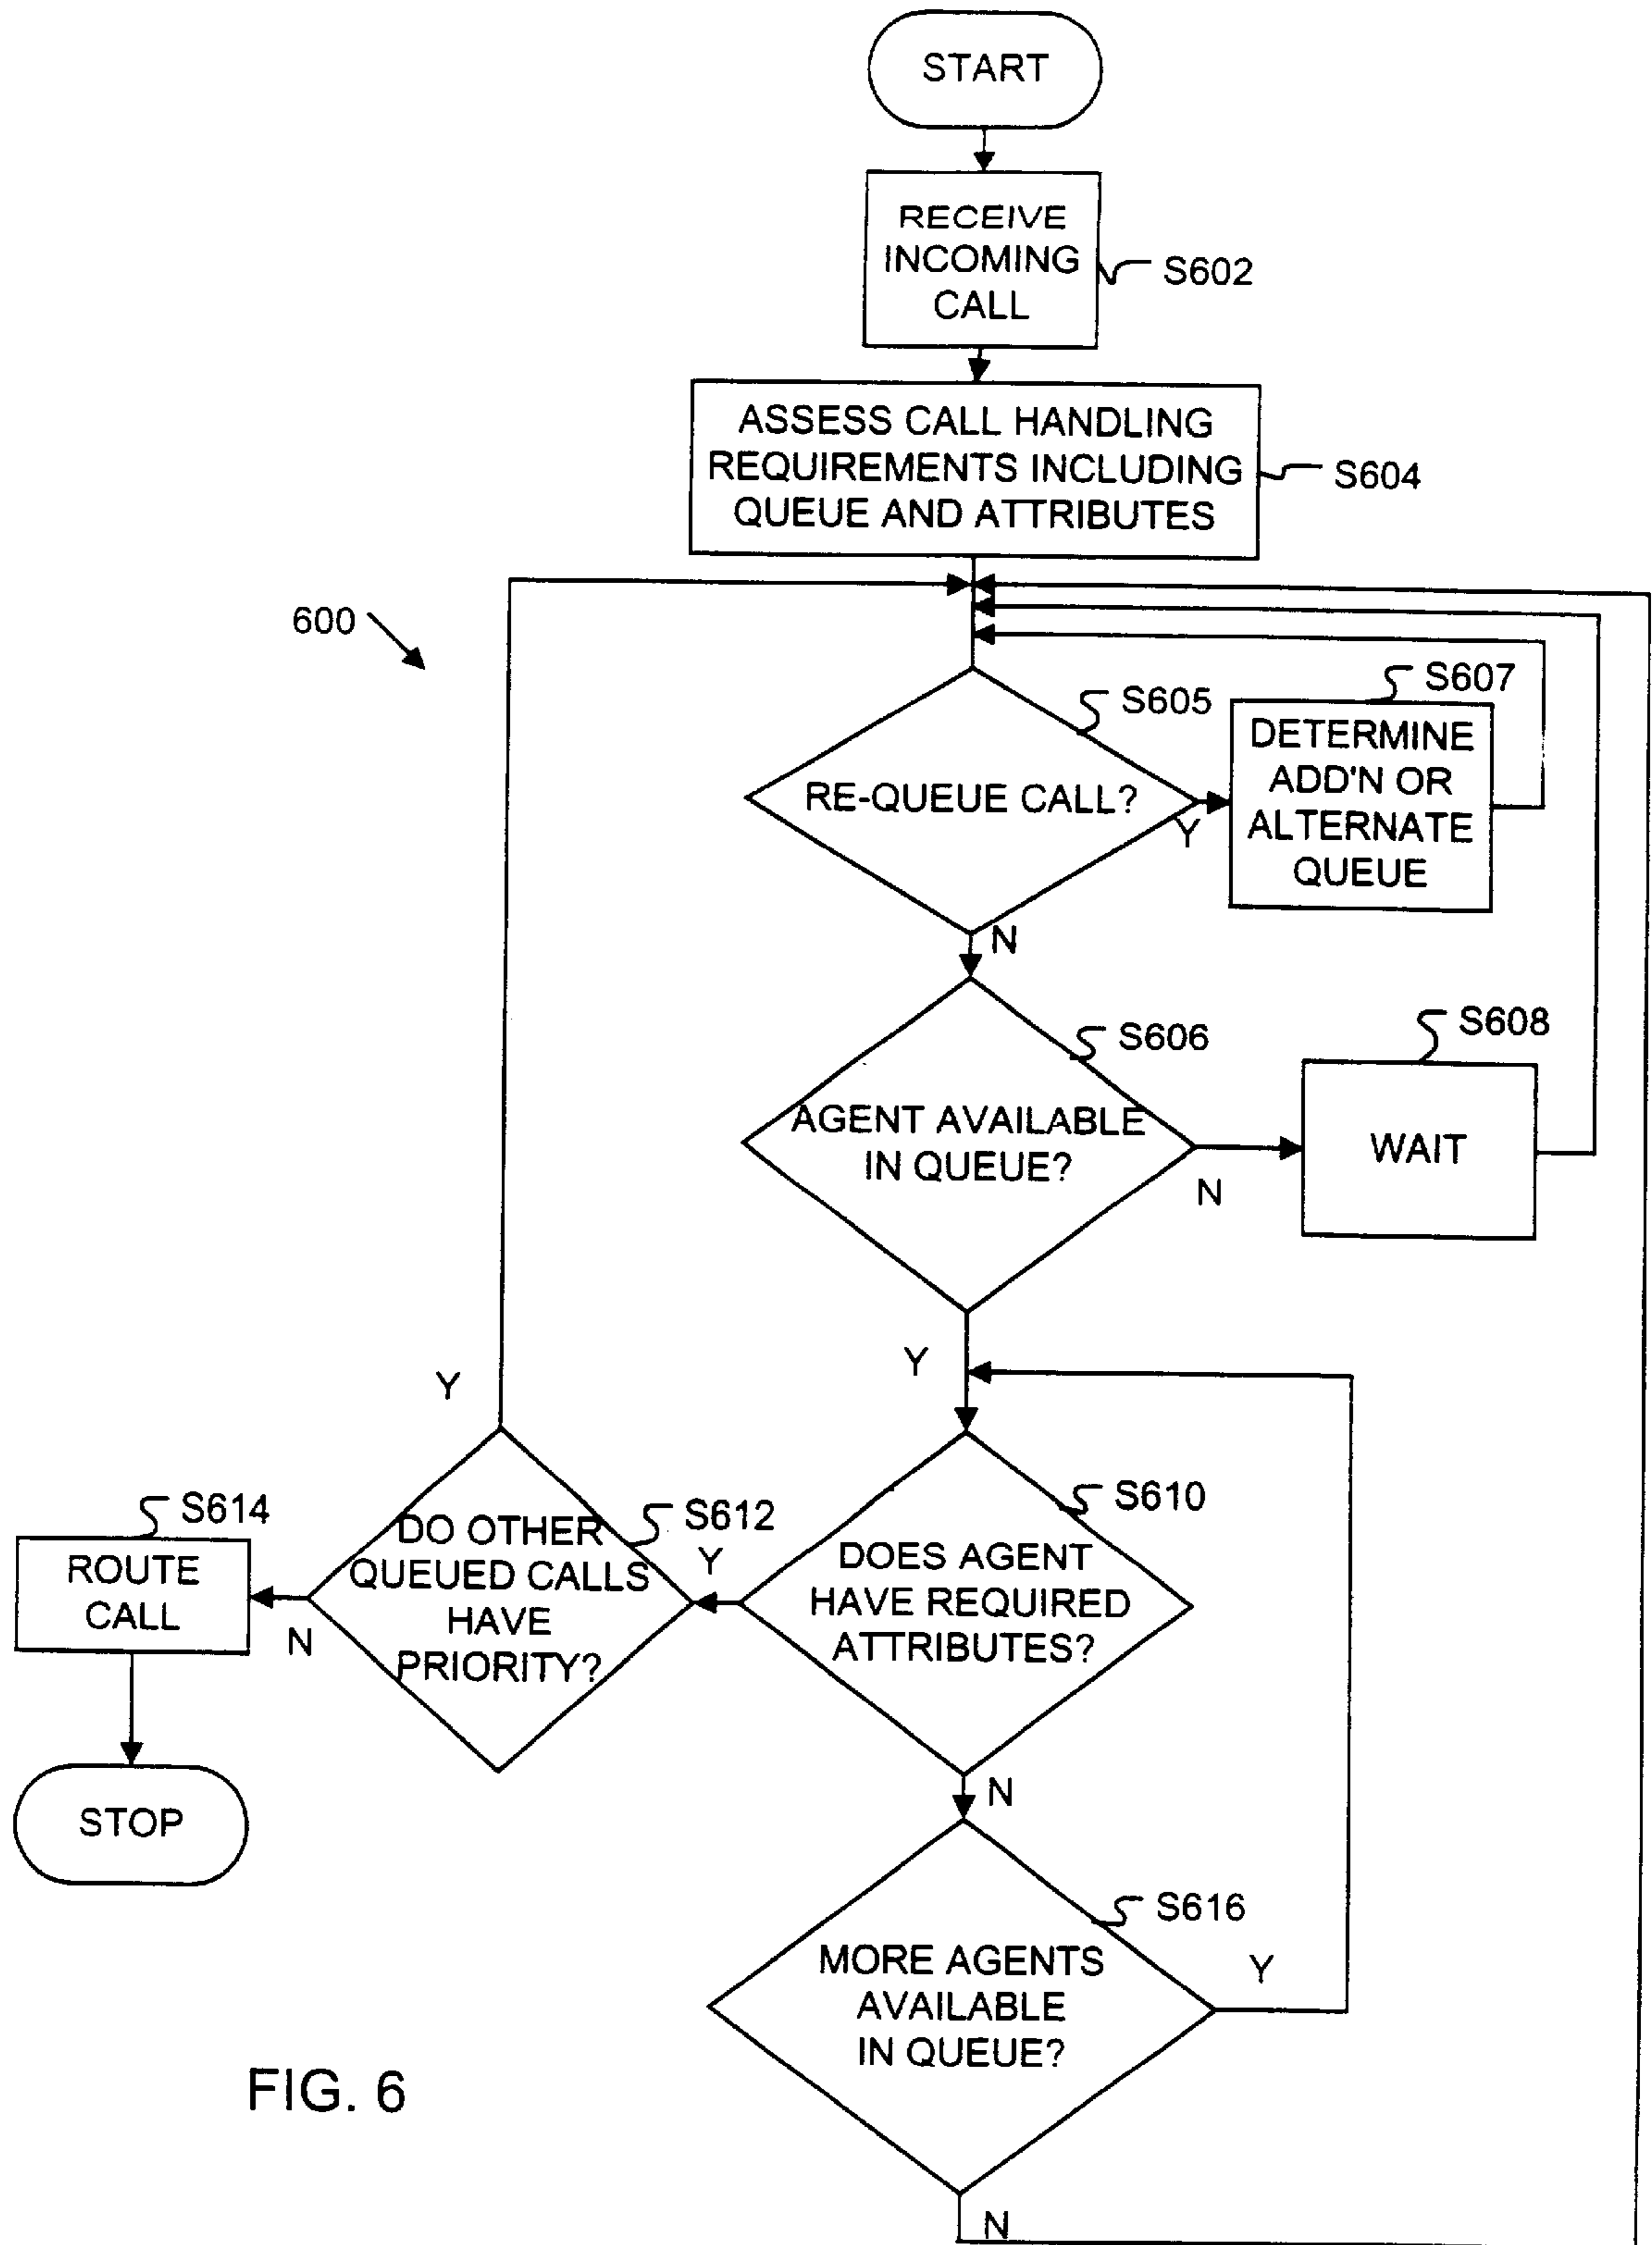 START
RECEIVE
INCOMING
CALL
S602
ASSESS CALL HANDLING
REQUIREMENTS INCLUDING
QUEUE AND ATTRIBUTES
S604
600
S605
RE-QUEUE CALL?
Y
N
S607
DETERMINE
ADD'N OR
ALTERNATE
QUEUE
S606
AGENT AVAILABLE
IN QUEUE?
N
Y
S608
WAIT
S610
DOES AGENT
HAVE REQUIRED
ATTRIBUTES?
Y
N
S612
DO OTHER
QUEUED CALLS
HAVE
PRIORITY?
Y
N
S614
ROUTE
CALL
STOP
S616
MORE AGENTS
AVAILABLE
IN QUEUE?
Y
N
FIG. 6